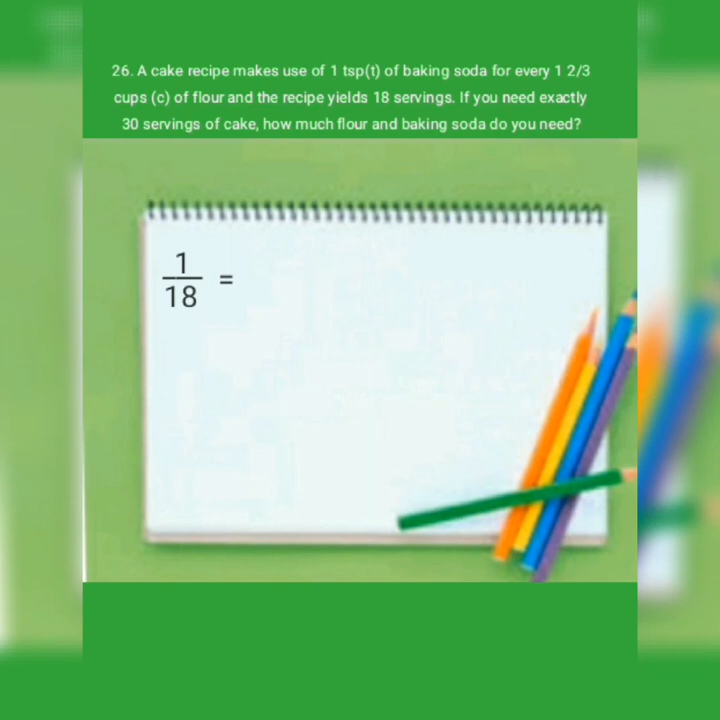 26. A cake recipe makes use of 1 tsp(t) of baking soda for every 1 2/3
cups (c) of flour and the recipe yields 18 servings. If you need exactly
30 servings of cake, how much flour and baking soda do you need?
1
18 =